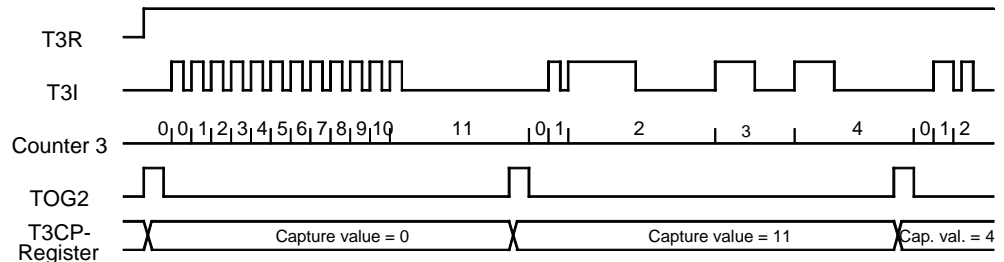 T3R
T3I
Counter 3
0 0 1 2 3 4 5 6 7 8 9 10 11 0 1 2 3 4 0 1 2
TOG2
T3CP-
Register
Capture value = 0
Capture value = 11
Cap. val. = 4